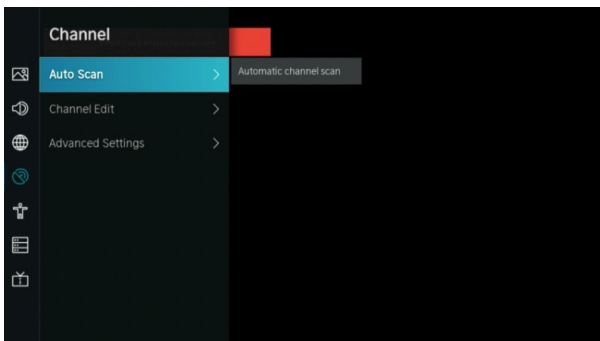 Channel
Auto Scan
Automatic channel scan
Channel Edit
Advanced Settings